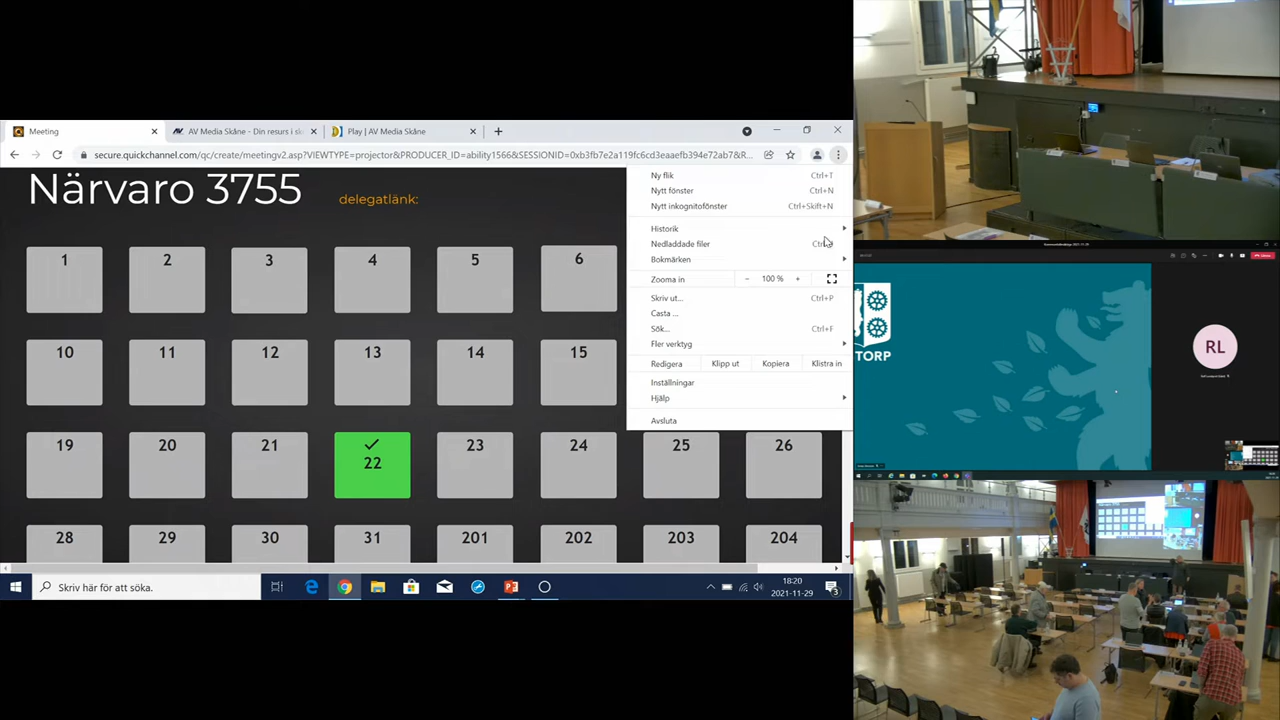 Meeting
AV Media Skåne - Din resurs i sk
Play | AV Media Skåne
secure.quickchannel.com/qc/create/meetingv2.asp?VIEWTYPE=projector&PRODUCER_ID=ability1566&SESSIONID=0xb3fb7e2a119fc6cd3eaaefb394e72ab7&R...
Närvaro 3755
delegatlänk:
Ny flik Ctrl+T
Nytt fönster Ctrl+N
Nytt inkognitofönster Ctrl+Skift+N
Historik
Nedladdade filer
Bokmärken
Zooma in - 100 % +
Skriv ut... Ctrl+P
Casta ...
Sök... Ctrl+F
Fler verktyg
Redigera Klipp ut Kopiera Klistra in
Inställningar
Hjälp
Avsluta
1 2 3 4 5 6
10 11 12 13 14 15
19 20 21 22 23 24 25 26
28 29 30 31 201 202 203 204
Skriv här för att söka.
18:20
2021-11-29
3
TORP
RL